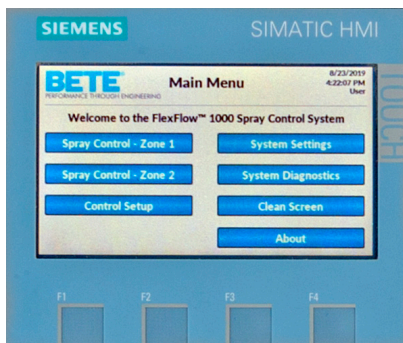 SIEMENS
SIMATIC HMI
TOUCH
BETE
PERFORMANCE THROUGH ENGINEERING
Main Menu
8/23/2019
4:22:07 PM
User
Welcome to the FlexFlow™ 1000 Spray Control System
Spray Control - Zone 1
System Settings
Spray Control - Zone 2
System Diagnostics
Control Setup
Clean Screen
About
F1
F2
F3
F4